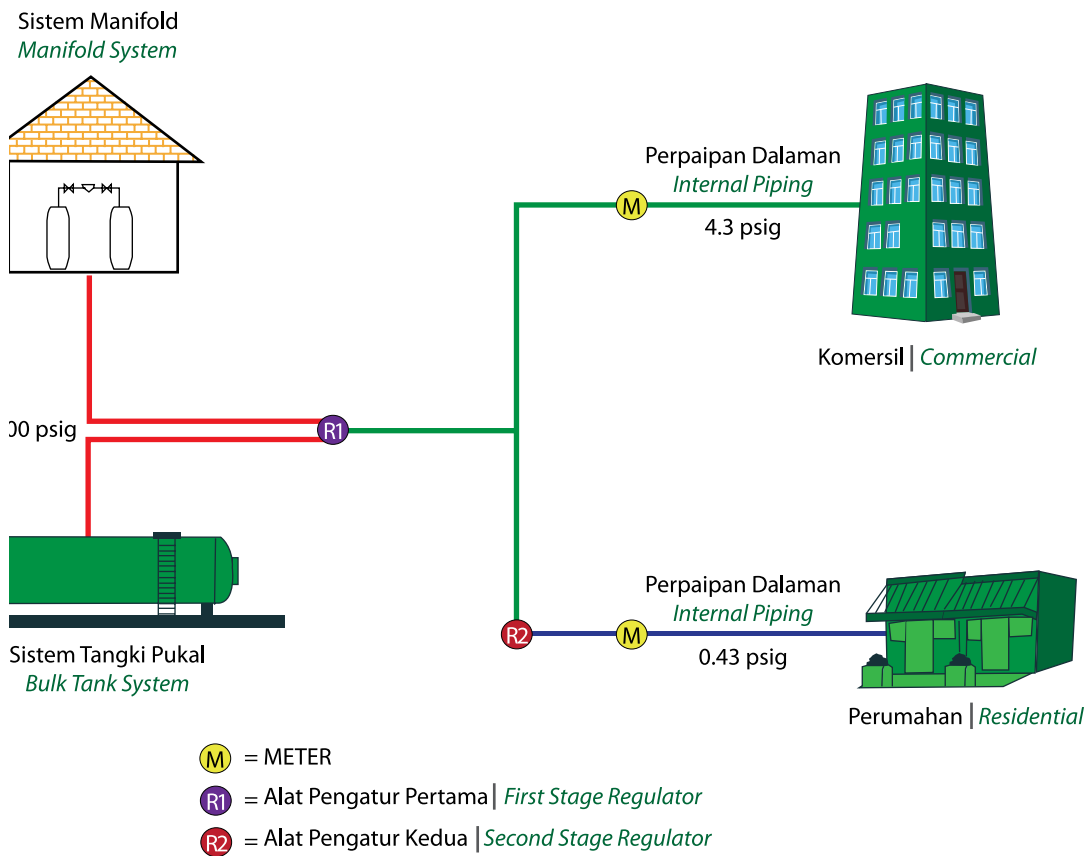 Sistem Manifold
Manifold System
Perpaipan Dalaman
Internal Piping
M
4.3 psig
Komersil | Commercial
00 psig
R1
Perpaipan Dalaman
Internal Piping
R2
M
0.43 psig
Sistem Tangki Pukal
Bulk Tank System
Perumahan | Residential
M = METER
R1 = Alat Pengatur Pertama | First Stage Regulator
R2 = Alat Pengatur Kedua | Second Stage Regulator